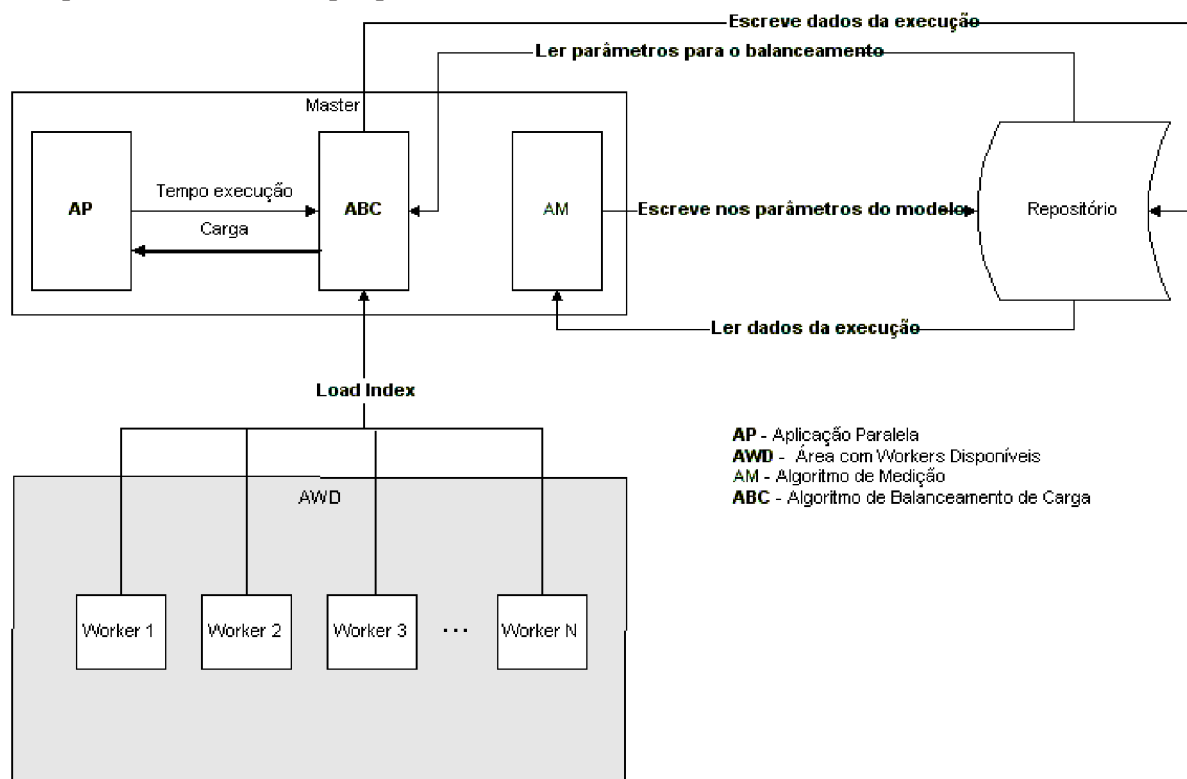 Escreve dados da execução
Ler parâmetros para o balanceamento
Master
AP
Tempo execução
Carga
ABC
AM
Escreve nos parâmetros do modelo
Repositório
Ler dados da execução
Load Index
AP - Aplicação Paralela
AWD - Área com Workers Disponíveis
AM - Algoritmo de Medição
ABC - Algoritmo de Balanceamento de Carga
AWD
Worker 1
Worker 2
Worker 3
...
Worker N